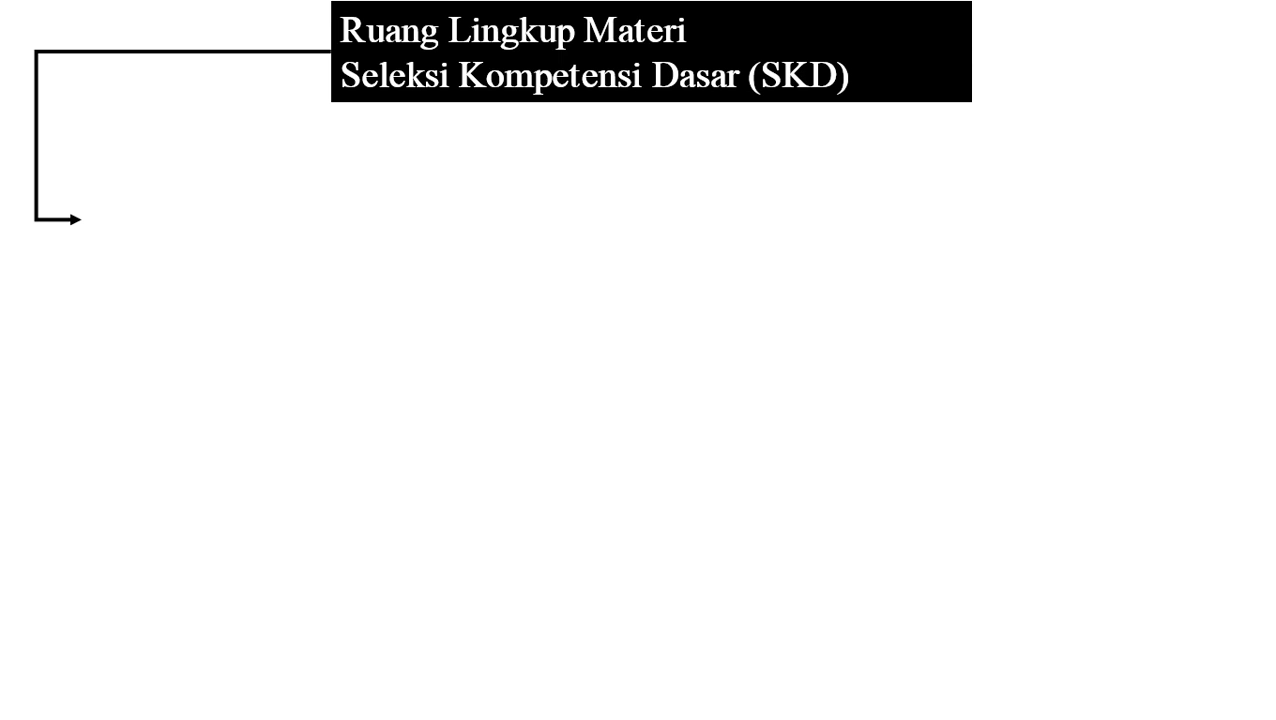 Ruang Lingkup Materi
Seleksi Kompetensi Dasar (SKD)